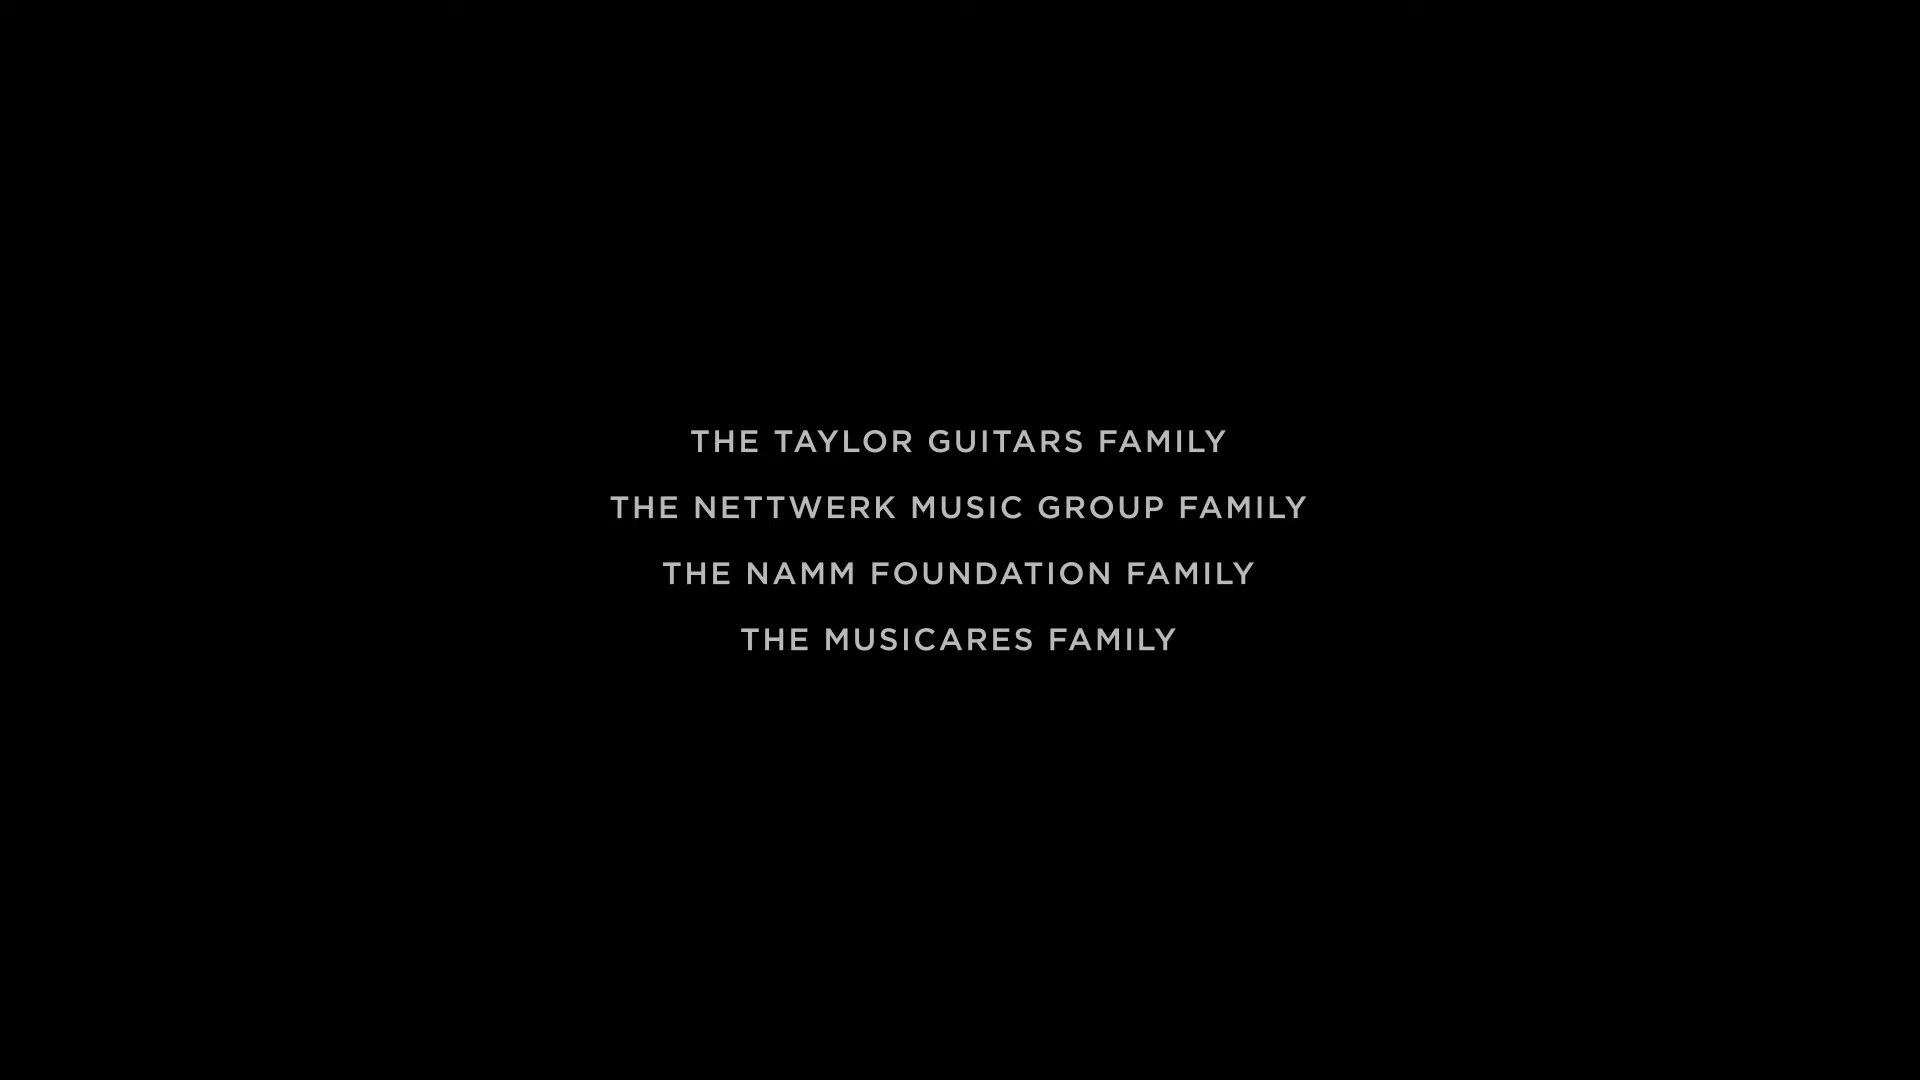 THE TAYLOR GUITARS FAMILY
THE NETTWERK MUSIC GROUP FAMILY
THE NAMM FOUNDATION FAMILY
THE MUSICARES FAMILY